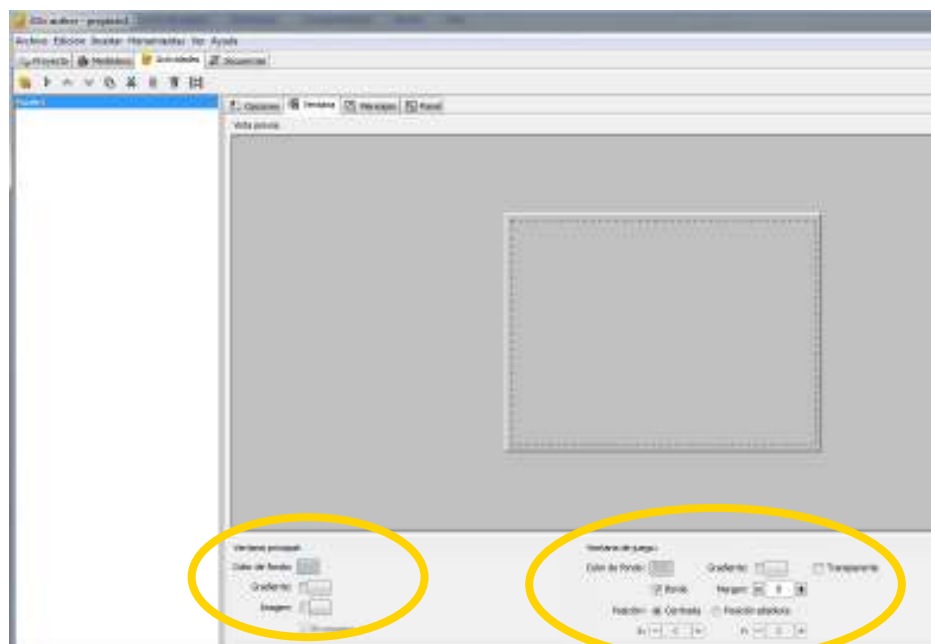 JClic author - proyecto1
Archivo Edición Insertar Herramientas Ver Ayuda
Proyecto Mediateca Actividades Secuencias
Opciones Ventana Mensajes Panel
Vista previa:
Ventana principal:
Color de fondo:
Gradiente:
Imagen:
Ventana de juego:
Color de fondo: Gradiente: Transparente
Borde Margen: 8
Posición: Centrada Posición absoluta:
X: Y: